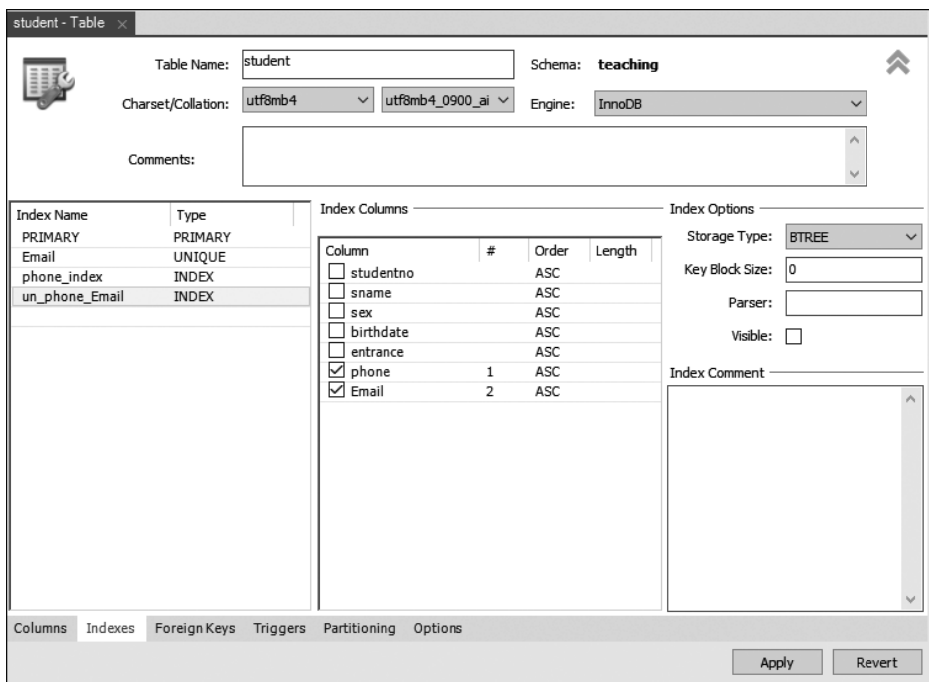 student - Table ×
Table Name: student Schema: teaching
Charset/Collation: utf8mb4 utf8mb4_0900_ai Engine: InnoDB
Comments:
Index Name Type
PRIMARY PRIMARY
Email UNIQUE
phone_index INDEX
un_phone_Email INDEX
Index Columns
Column # Order Length
studentno ASC
sname ASC
sex ASC
birthdate ASC
entrance ASC
phone 1 ASC
Email 2 ASC
Index Options
Storage Type: BTREE
Key Block Size: 0
Parser:
Visible:
Index Comment
Columns Indexes Foreign Keys Triggers Partitioning Options
Apply Revert